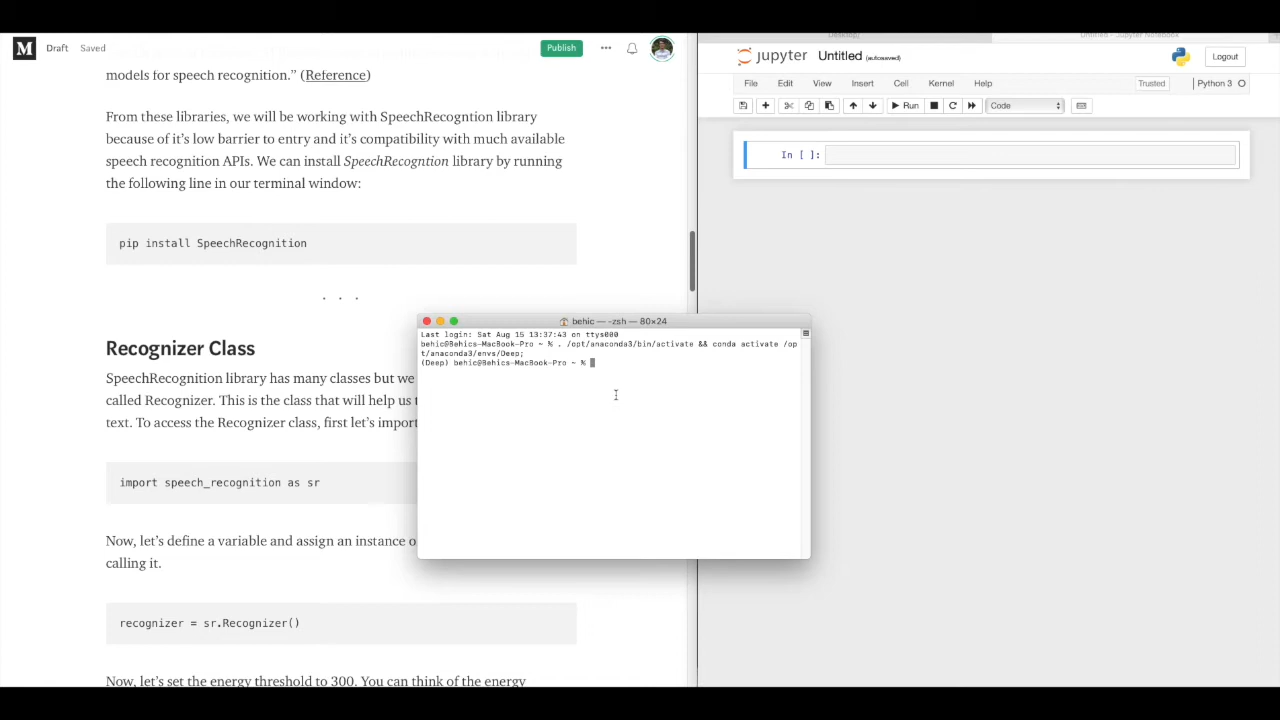 Draft
Saved
Publish
models for speech recognition.” (Reference)
From these libraries, we will be working with SpeechRecogntion library
because of it’s low barrier to entry and it’s compatibility with much available
speech recognition APIs. We can install SpeechRecogntion library by running
the following line in our terminal window:
pip install SpeechRecognition
. . .
Recognizer Class
SpeechRecognition library has many classes but we
called Recognizer. This is the class that will help us t
text. To access the Recognizer class, first let’s import
import speech_recognition as sr
Now, let’s define a variable and assign an instance o
calling it.
recognizer = sr.Recognizer()
Now, let’s set the energy threshold to 300. You can think of the energy
behic — -zsh — 80×24
Last login: Sat Aug 15 13:37:43 on ttys000
behic@Behics-MacBook-Pro ~ % . /opt/anaconda3/bin/activate && conda activate /op
t/anaconda3/envs/Deep;
(Deep) behic@Behics-MacBook-Pro ~ %
Desktop/
Untitled - Jupyter Notebook
jupyter Untitled (autosaved)
Logout
File Edit View Insert Cell Kernel Help
Trusted
Python 3
Run
Code
In [ ]: